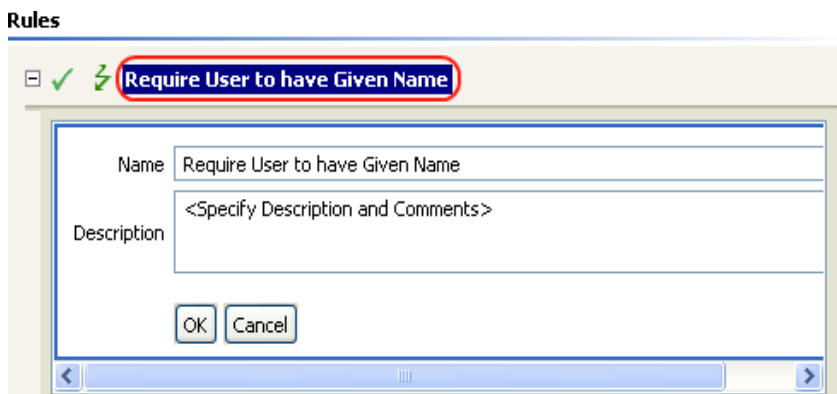 Rules
Require User to have Given Name
Name Require User to have Given Name
<Specify Description and Comments>
Description
OK Cancel